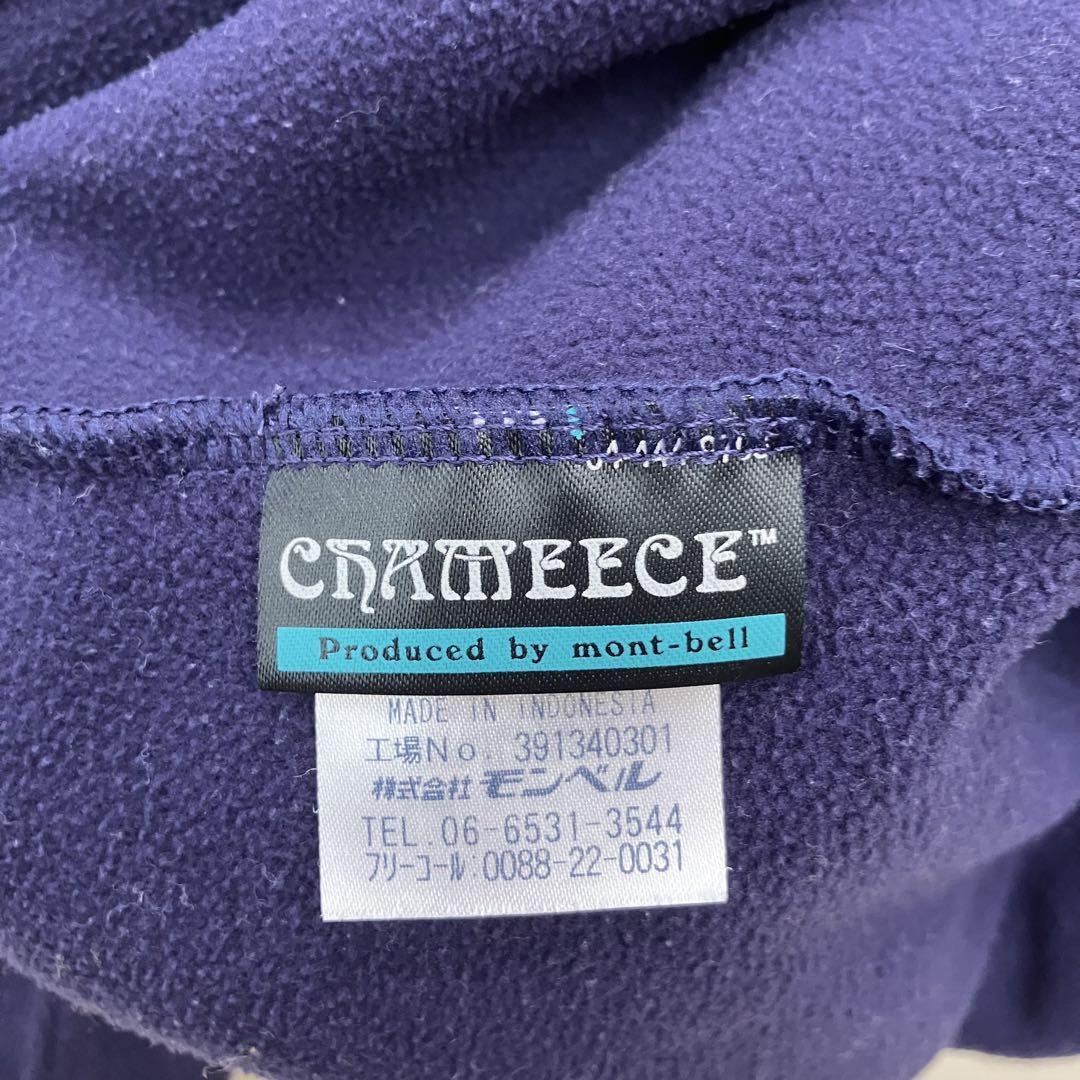 CHAMEECE™
Produced by mont-bell
MADE IN INDONESIA
工場No. 391340301
株式会社 モンベル
TEL.06-6531-3544
フリーコール:0088-22-0031